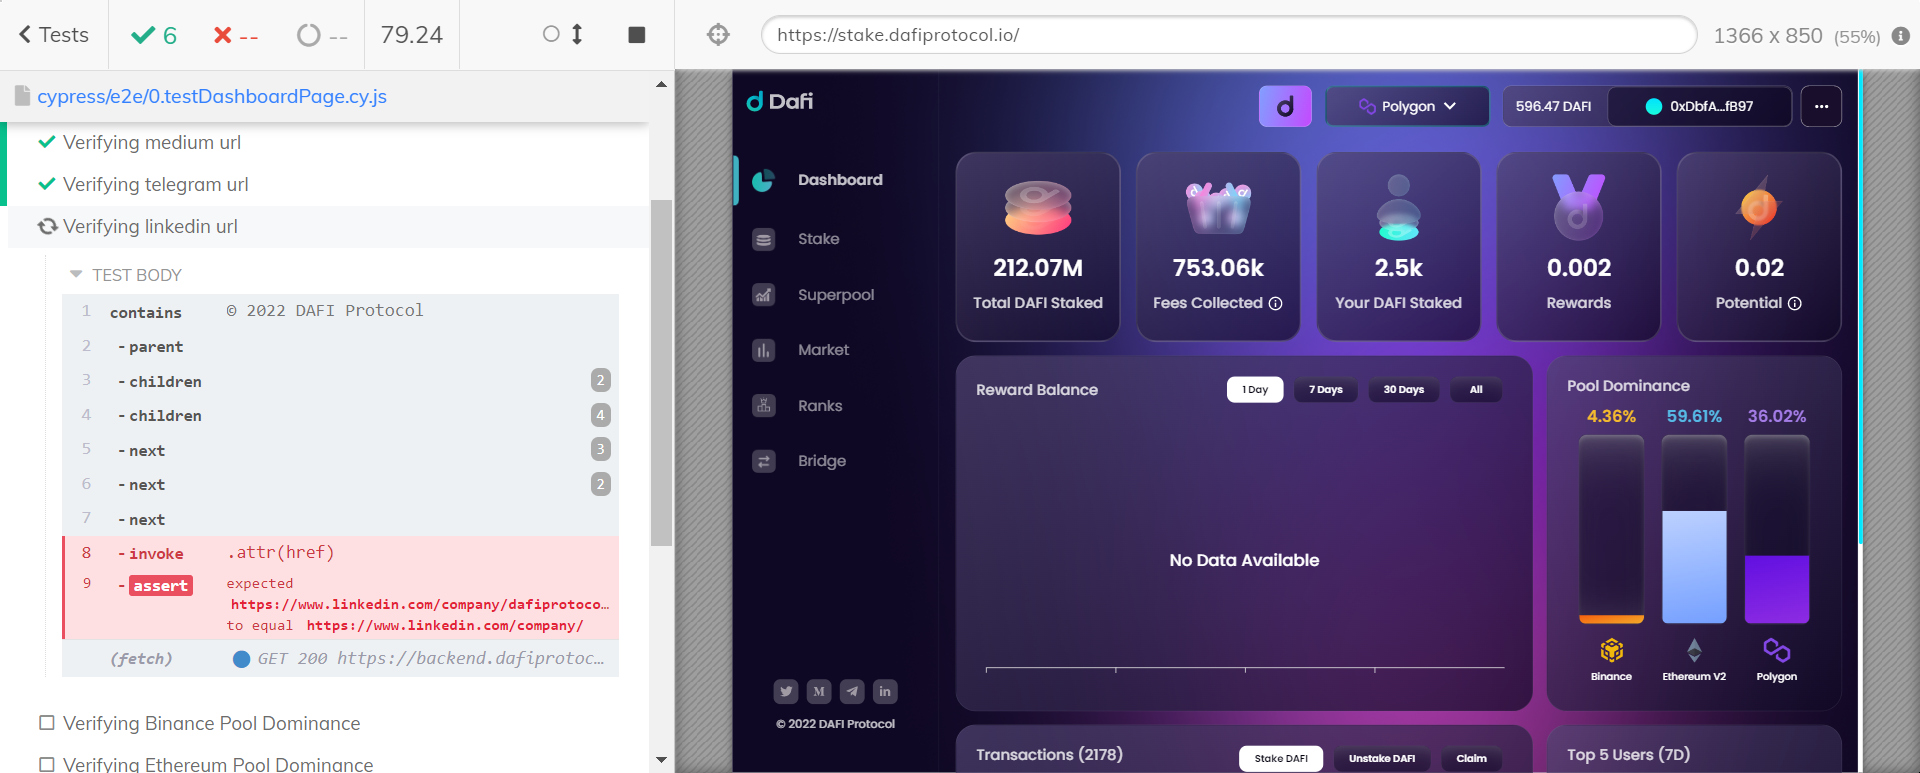 Tests
6
--
--
79.24
https://stake.dafiprotocol.io/
1366 x 850 (55%)
cypress/e2e/0.testDashboardPage.cy.js
Verifying medium url
Verifying telegram url
Verifying linkedin url
TEST BODY
1 contains © 2022 DAFI Protocol
2 -parent
3 -children 2
4 -children 4
5 -next 3
6 -next 2
7 -next
8 -invoke .attr(href)
9 -assert expected
https://www.linkedin.com/company/dafiprotoco…
to equal https://www.linkedin.com/company/
(fetch) GET 200 https://backend.dafiprotoc…
Verifying Binance Pool Dominance
Verifying Ethereum Pool Dominance
Dafi
Polygon
596.47 DAFI
0xDbfA...fB97
...
Dashboard
Stake
Superpool
Market
Ranks
Bridge
© 2022 DAFI Protocol
212.07M
Total DAFI Staked
753.06k
Fees Collected
2.5k
Your DAFI Staked
0.002
Rewards
0.02
Potential
Reward Balance
1 Day
7 Days
30 Days
All
No Data Available
Pool Dominance
4.36% 59.61% 36.02%
Binance Ethereum V2 Polygon
Transactions (2178)
Stake DAFI
Unstake DAFI
Claim
Top 5 Users (7D)